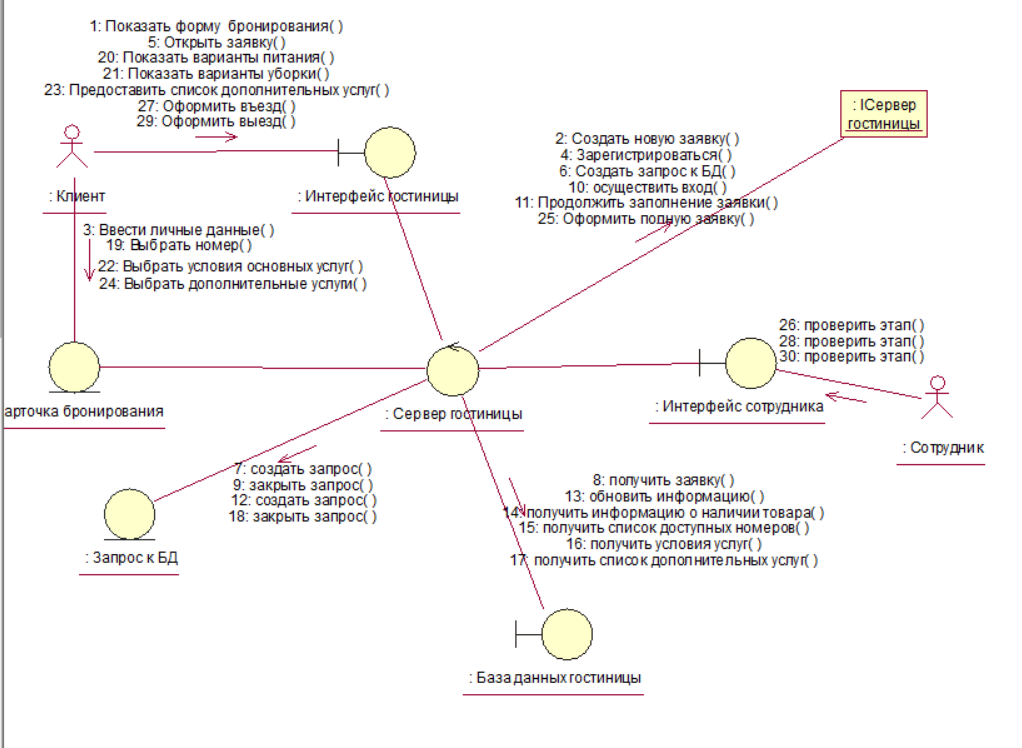 1: Показать форму бронирования( )
5: Открыть заявку( )
20: Показать варианты питания( )
21: Показать варианты уборки( )
23: Предоставить список дополнительных услуг( )
27: Оформить въезд( )
29: Оформить выезд( )
: IСервер
гостиницы
2: Создать новую заявку( )
4: Зарегистрироваться( )
6: Создать запрос к БД( )
10: осуществить вход( )
11: Продолжить заполнение заявки( )
25: Оформить полную заявку( )
: Клиент
: Интерфейс гостиницы
3: Ввести личные данные( )
19: Выбрать номер( )
22: Выбрать условия основных услуг( )
24: Выбрать дополнительные услуги( )
26: проверить этап( )
28: проверить этап( )
30: проверить этап( )
арточка бронирования
: Сервер гостиницы
: Интерфейс сотрудника
: Сотрудник
7: создать запрос( )
9: закрыть запрос( )
12: создать запрос( )
18: закрыть запрос( )
8: получить заявку( )
13: обновить информацию( )
14: получить информацию о наличии товара( )
15: получить список доступных номеров( )
16: получить условия услуг( )
17: получить список дополнительных услуг( )
: Запрос к БД
: База данных гостиницы